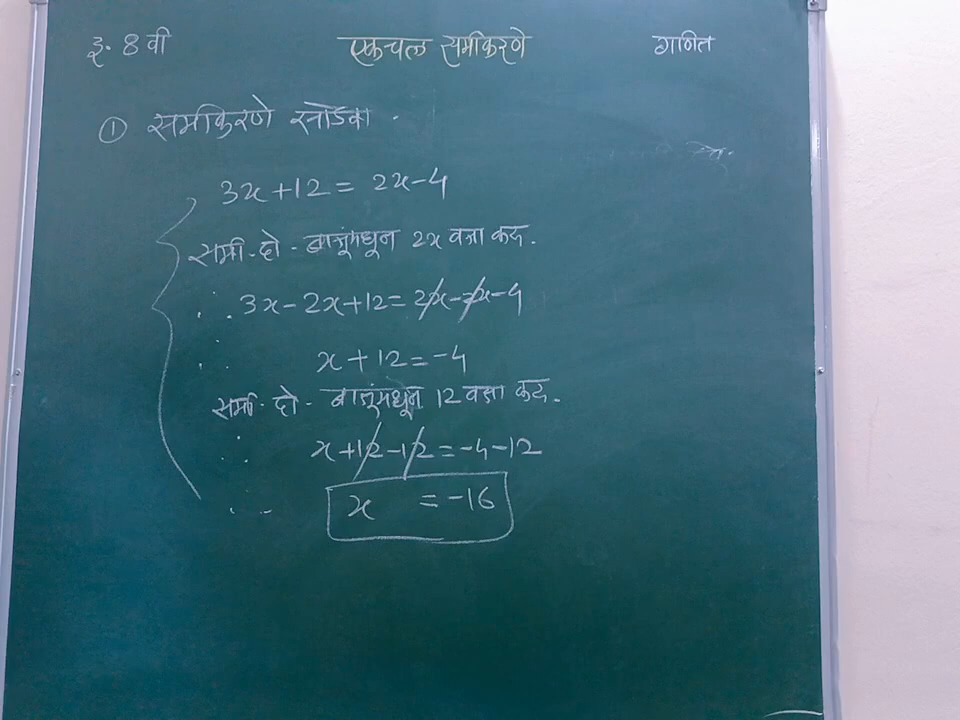 इ. 8 वी एकचल समीकरणे गणित
① समीकरणे सोडवा.
3x + 12 = 2x - 4
समी. दो. बाजूंमधून 2x वजा करू.
∴ 3x - 2x + 12 = 2x - 2x - 4
∴ x + 12 = -4
समी. दो. बाजूंमधून 12 वजा करू.
∴ x + 12 - 12 = -4 - 12
∴ x = -16